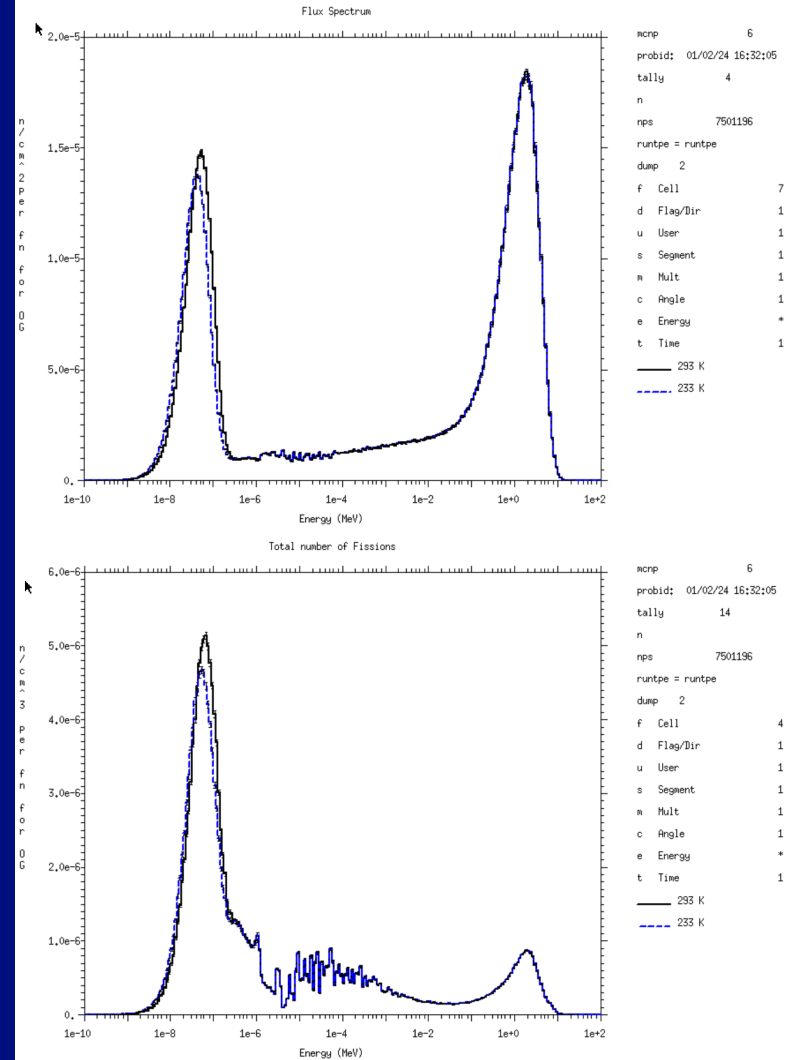 Flux Spectrum
2.0e-5
1.5e-5
1.0e-5
5.0e-6
0.
1e-10 1e-8 1e-6 1e-4 1e-2 1e+0 1e+2
Energy (MeV)
n/cm^2 per fn for OG
mcnp 6
probid: 01/02/24 16:32:05
tally 4
n
nps 7501196
runtpe = runtpe
dump 2
f Cell 7
d Flag/Dir 1
u User 1
s Segment 1
m Mult 1
c Angle 1
e Energy *
t Time 1
293 K
233 K
Total number of Fissions
6.0e-6
5.0e-6
4.0e-6
3.0e-6
2.0e-6
1.0e-6
0.
1e-10 1e-8 1e-6 1e-4 1e-2 1e+0 1e+2
Energy (MeV)
n/cm^3 per fn for OG
mcnp 6
probid: 01/02/24 16:32:05
tally 14
n
nps 7501196
runtpe = runtpe
dump 2
f Cell 4
d Flag/Dir 1
u User 1
s Segment 1
m Mult 1
c Angle 1
e Energy *
t Time 1
293 K
233 K